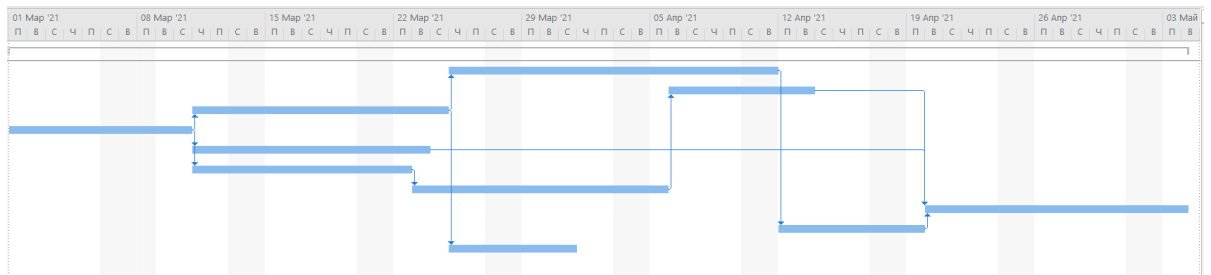 01 Мар '21 08 Мар '21 15 Мар '21 22 Мар '21 29 Мар '21 05 Апр '21 12 Апр '21 19 Апр '21 26 Апр '21 03 Май
П В С Ч П С В П В С Ч П С В П В С Ч П С В П В С Ч П С В П В С Ч П С В П В С Ч П С В П В С Ч П С В П В С Ч П С В П В С Ч П С В П В